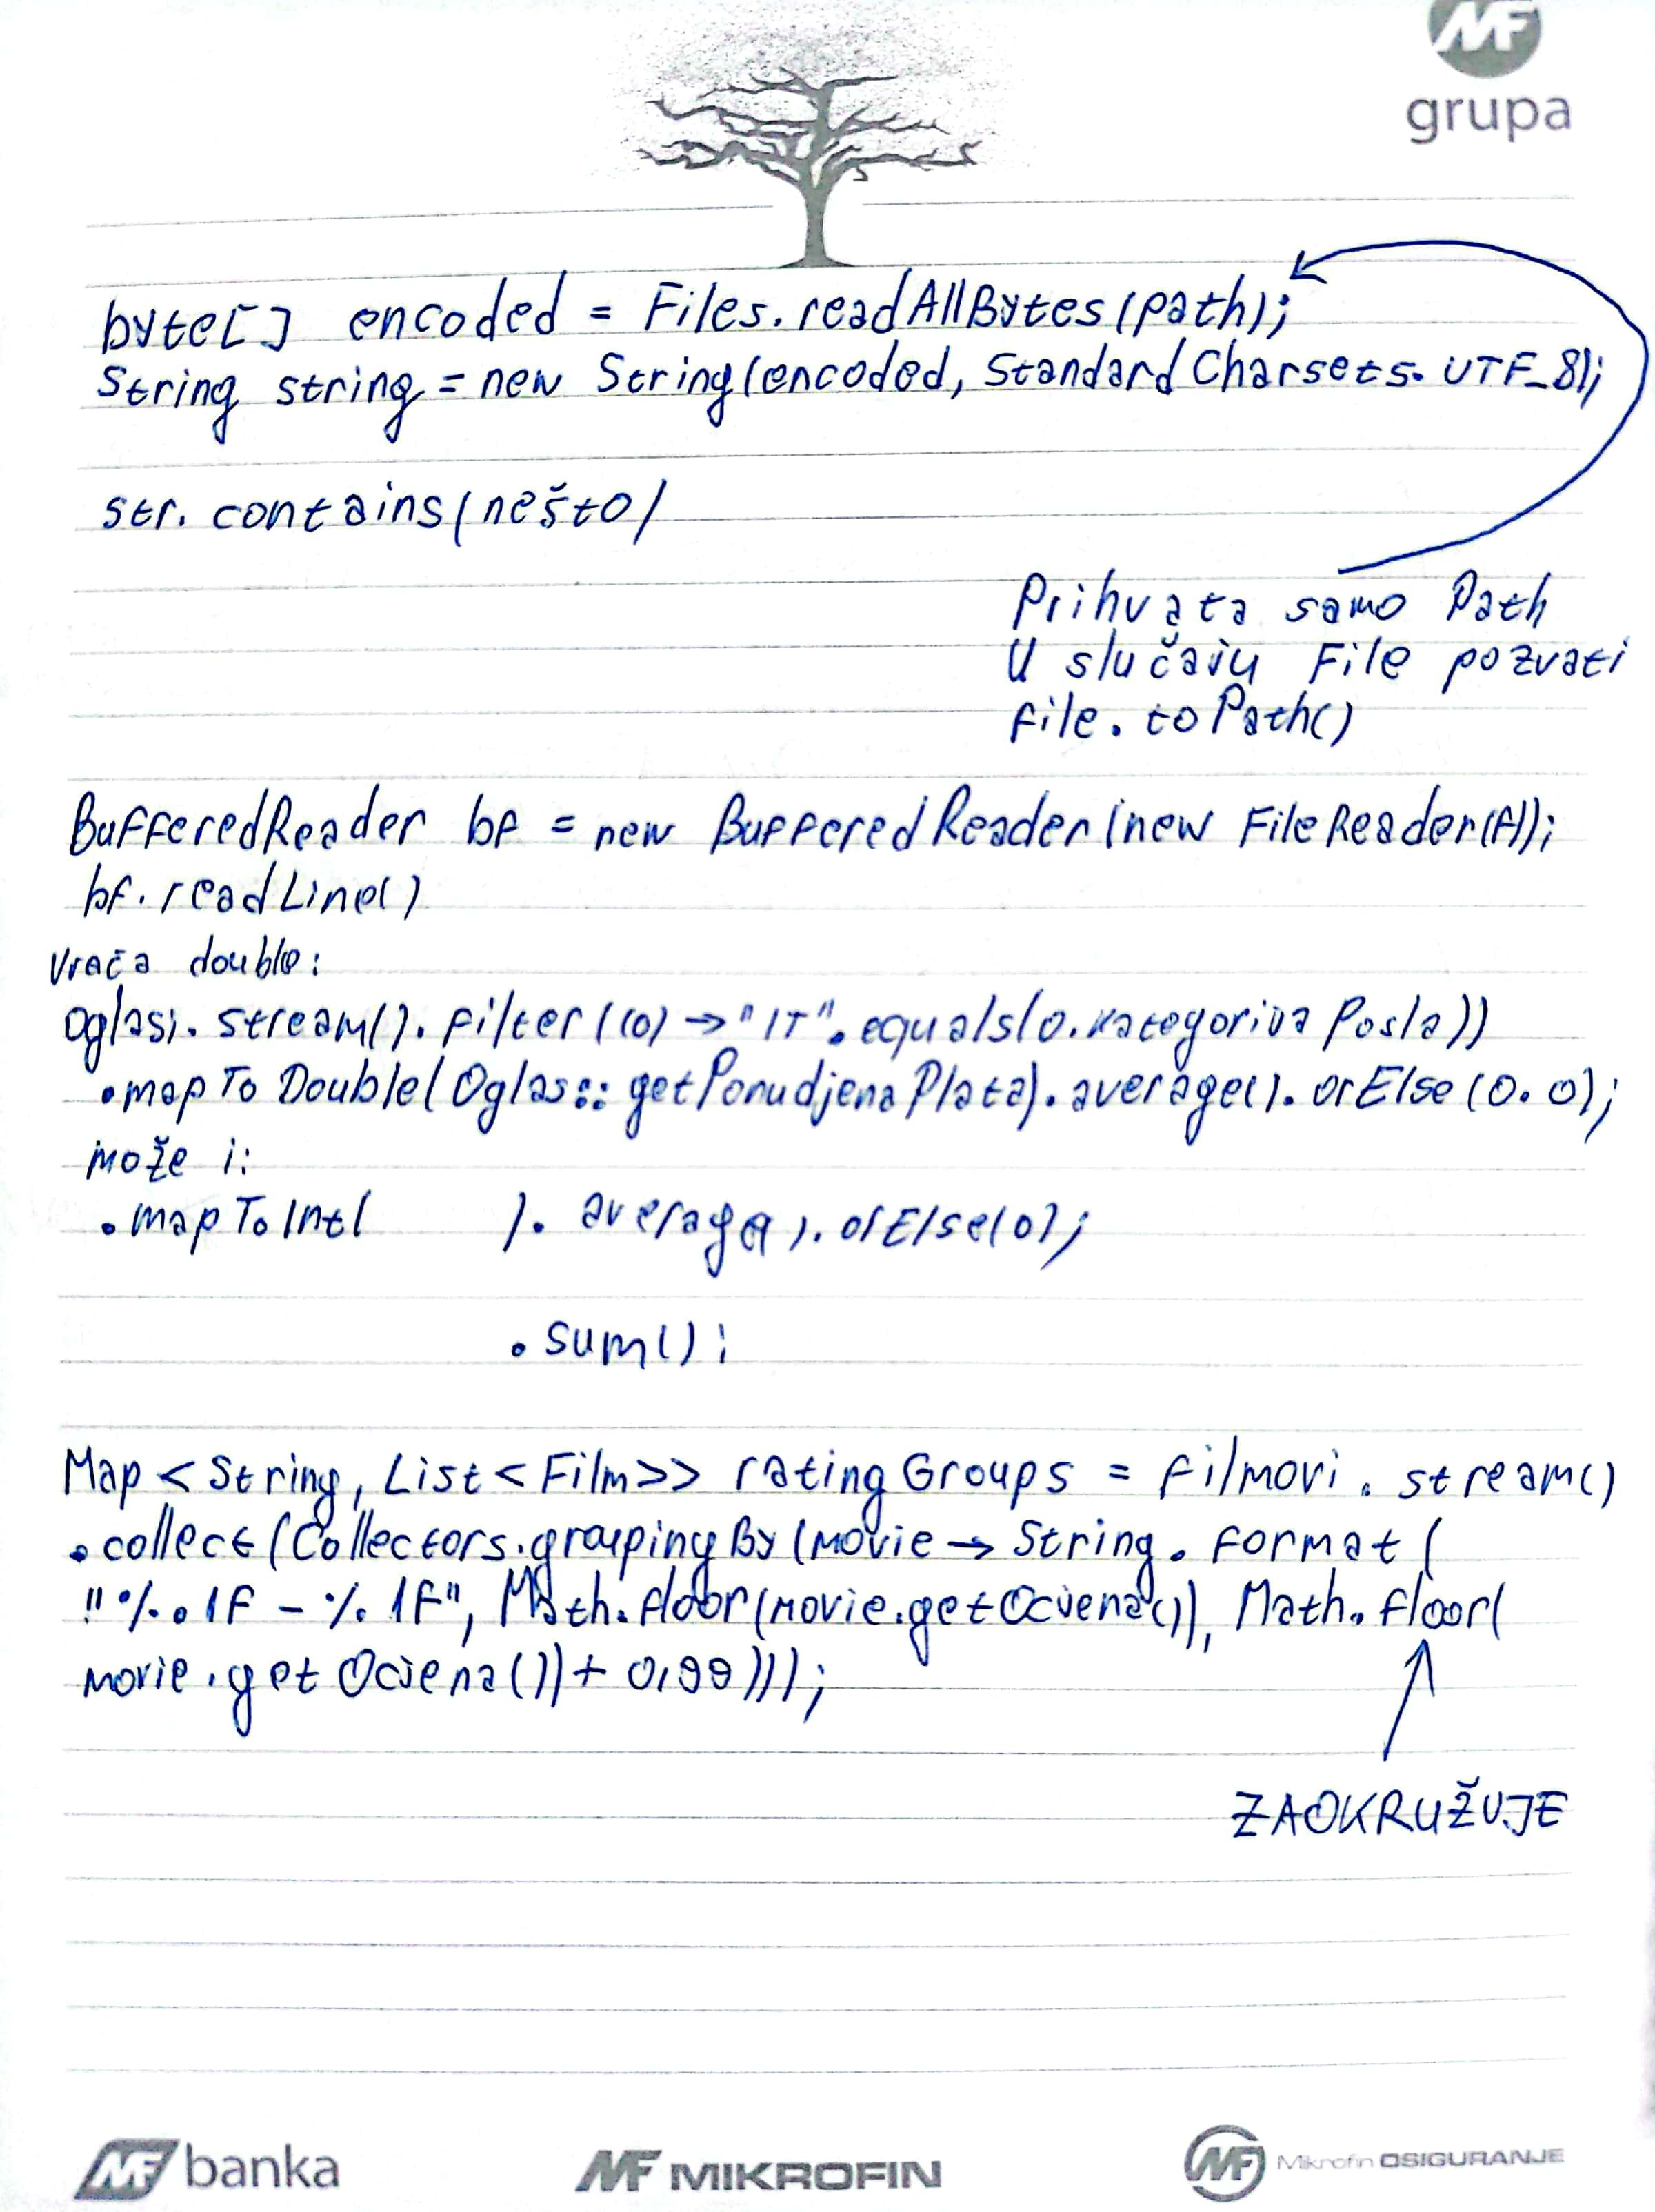 MF
grupa
byte[] encoded = Files.readAllBytes(path);
String string = new String(encoded, StandardCharsets.UTF_8);
str.contains(nešto)
Prihvata samo Path
U slučaju File pozvati
file.toPath()
BufferedReader bf = new BufferedReader(new FileReader(f));
bf.readLine()
Vraća double:
Oglasi.stream().filter((o) → "IT".equals(o.kategorija Posla))
.mapToDouble(Oglas::getPonudjenaPlata).average().orElse(0.0);
može i:
.mapToInt( ).average().orElse(0);
.sum();
Map<String, List<Film>> ratingGroups = filmovi.stream()
.collect(Collectors.groupingBy(movie → String.format(
"%.1f - %.1f", Math.floor(movie.getOcjena()), Math.floor(
movie.getOcjena())+0,99)));
ZAOKRUŽUJE
MF banka
MF MIKROFIN
MF Mikrofin OSIGURANJE